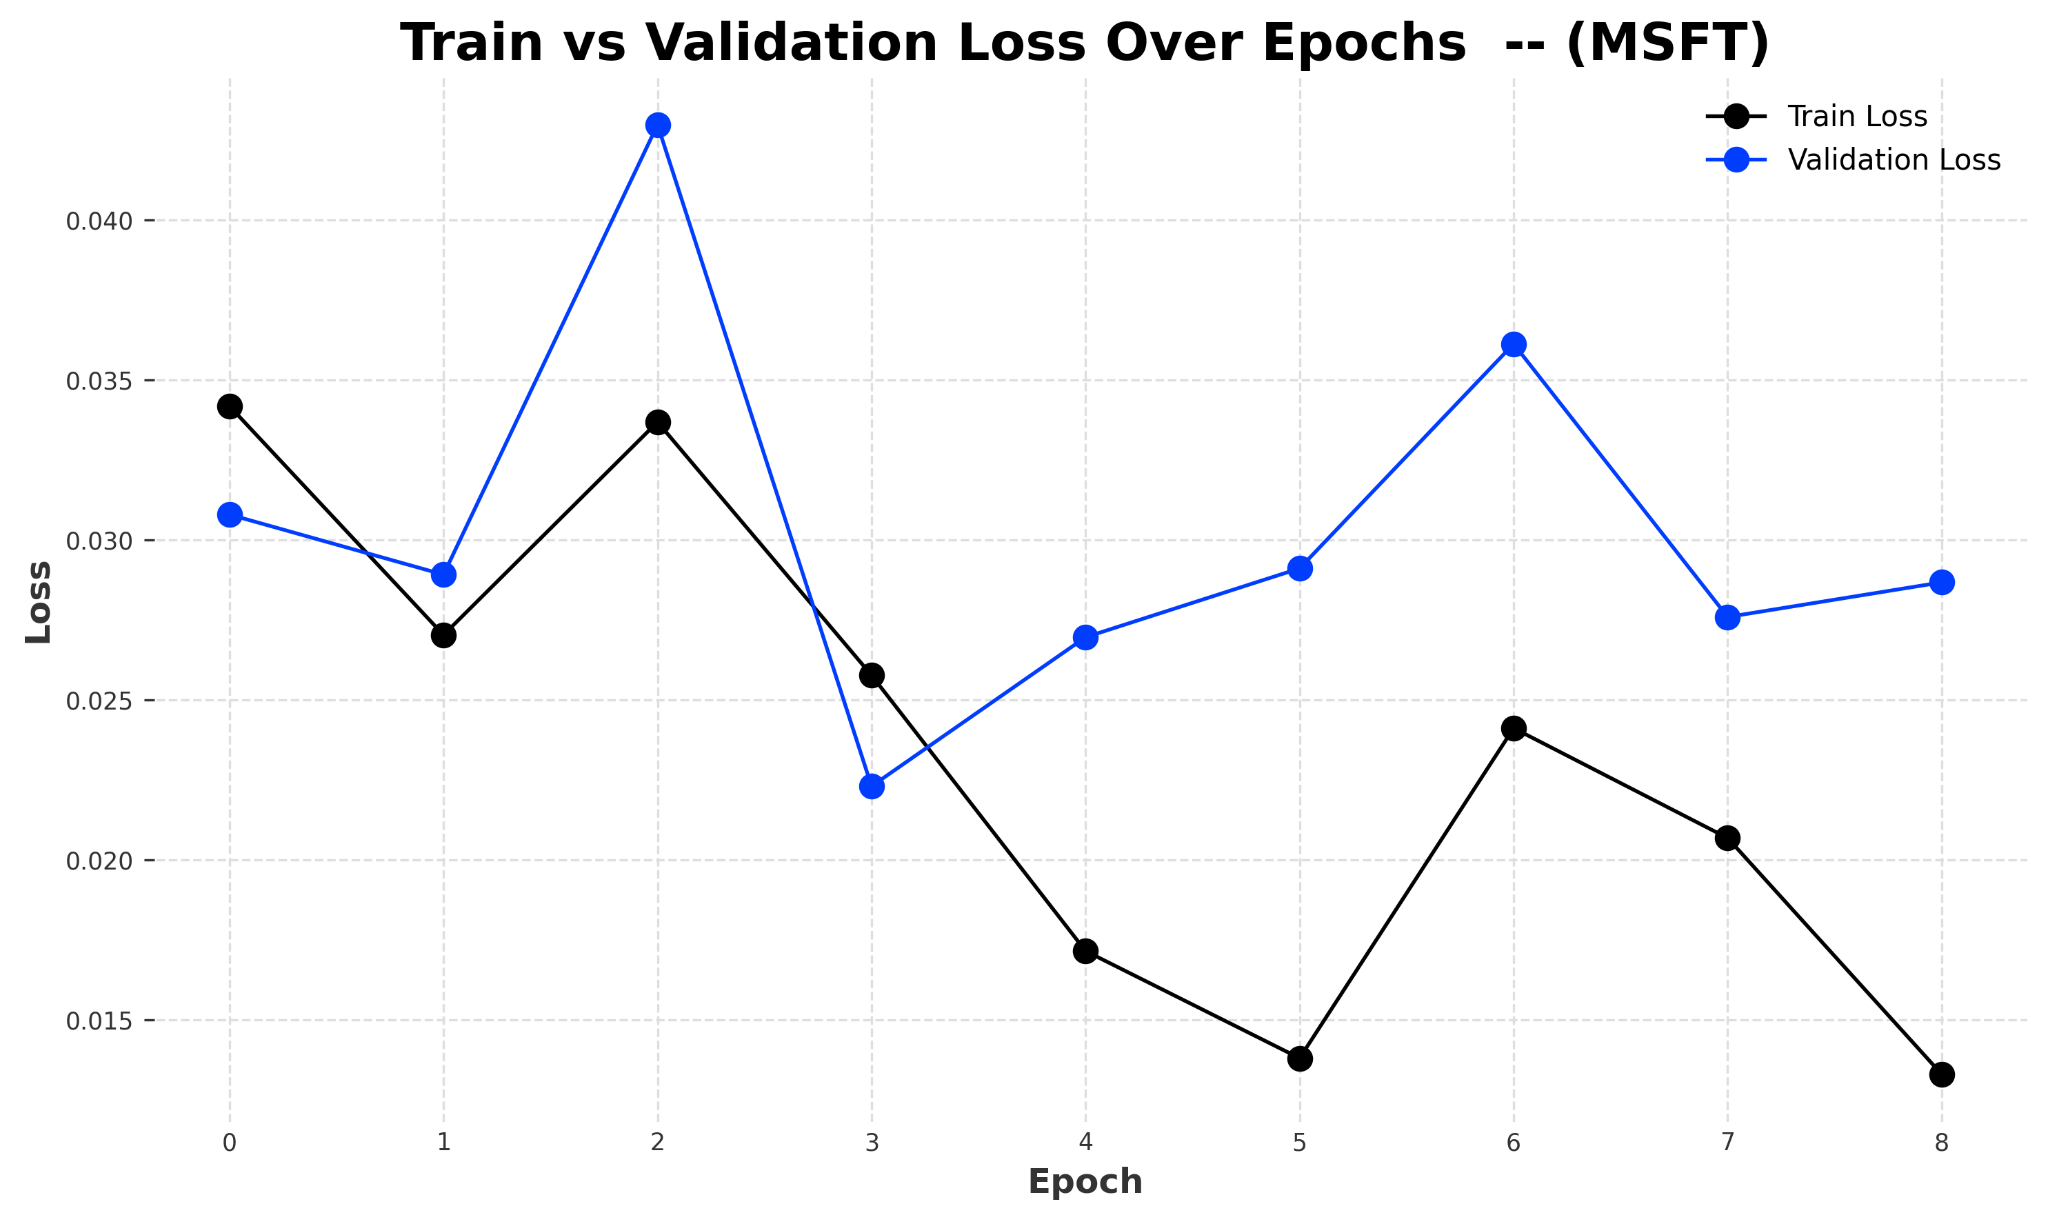 Train vs Validation Loss Over Epochs -- (MSFT)
Train Loss
Validation Loss
0.040
0.035
0.030
0.025
0.020
0.015
Loss
0 1 2 3 4 5 6 7 8
Epoch